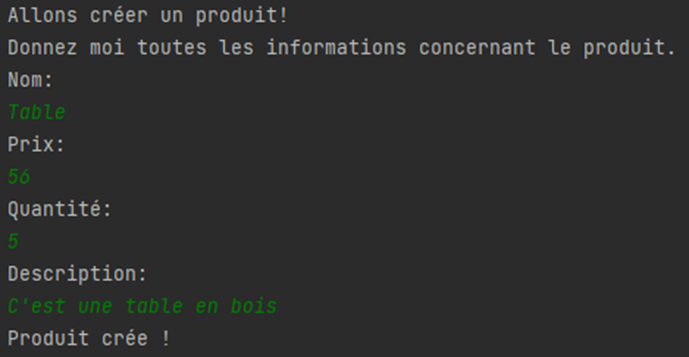 Allons créer un produit!
Donnez moi toutes les informations concernant le produit.
Nom:
Table
Prix:
56
Quantité:
5
Description:
C'est une table en bois
Produit crée !